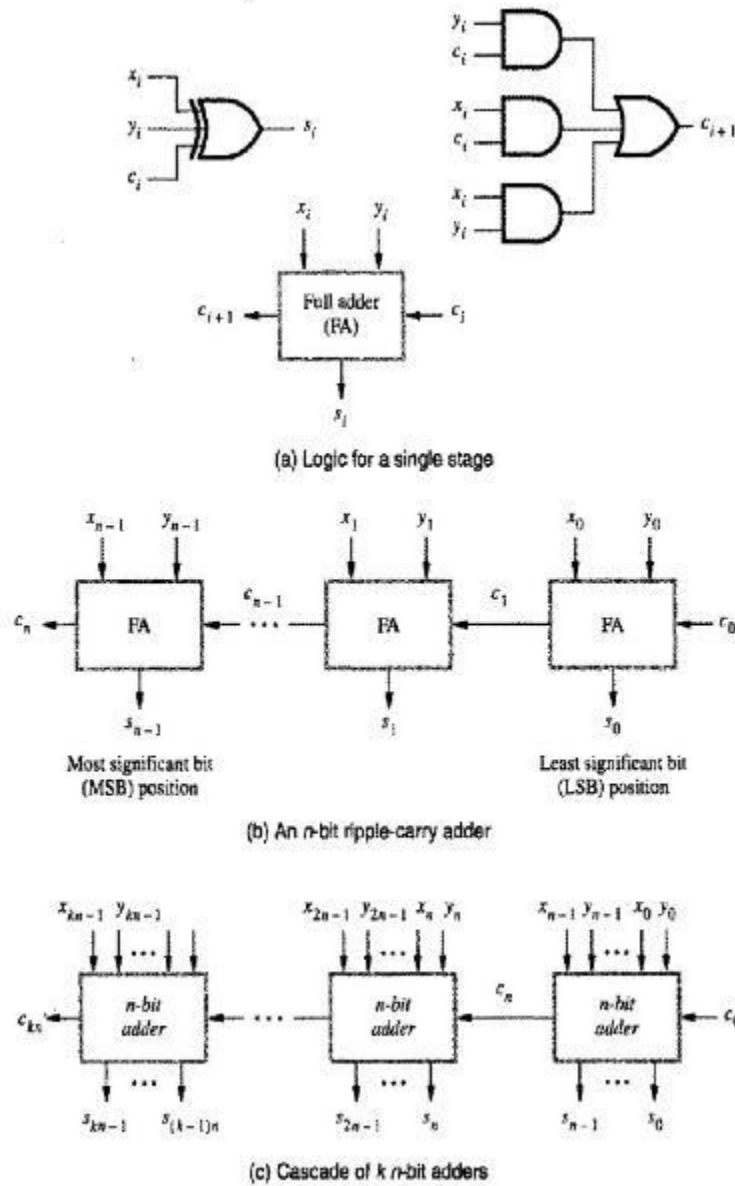 y_i
c_i
x_i
y_i
c_i
s_i
x_i
c_i
c_{i+1}
x_i
y_i
x_i
y_i
c_{i+1}
Full adder
(FA)
c_i
s_i
(a) Logic for a single stage
x_{n-1} y_{n-1} x_1 y_1 x_0 y_0
c_n FA c_{n-1} ... FA c_1 FA c_0
s_{n-1} s_1 s_0
Most significant bit
(MSB) position
Least significant bit
(LSB) position
(b) An n-bit ripple-carry adder
x_{kn-1} y_{kn-1} x_{2n-1} y_{2n-1} x_n y_n x_{n-1} y_{n-1} x_0 y_0
... ... ...
c_{kn} n-bit adder ... n-bit adder c_n n-bit adder
... ... ...
s_{kn-1} s_{(k-1)n} s_{2n-1} s_n s_{n-1} s_0
(c) Cascade of k n-bit adders